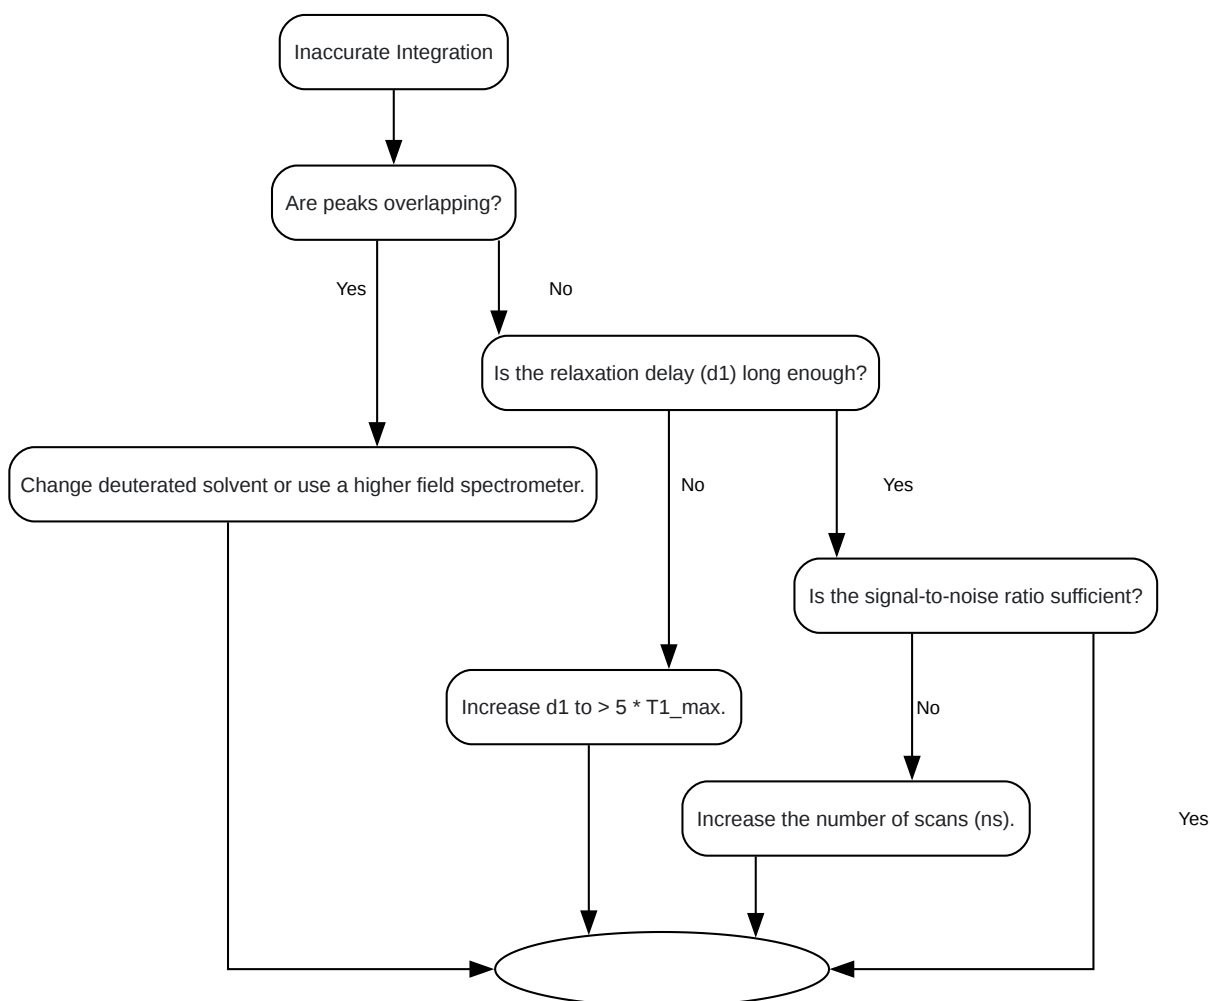 Inaccurate Integration
Are peaks overlapping?
Yes
No
Is the relaxation delay (d1) long enough?
Change deuterated solvent or use a higher field spectrometer.
No
Yes
Is the signal-to-noise ratio sufficient?
Increase d1 to > 5 * T1_max.
No
Increase the number of scans (ns).
Yes